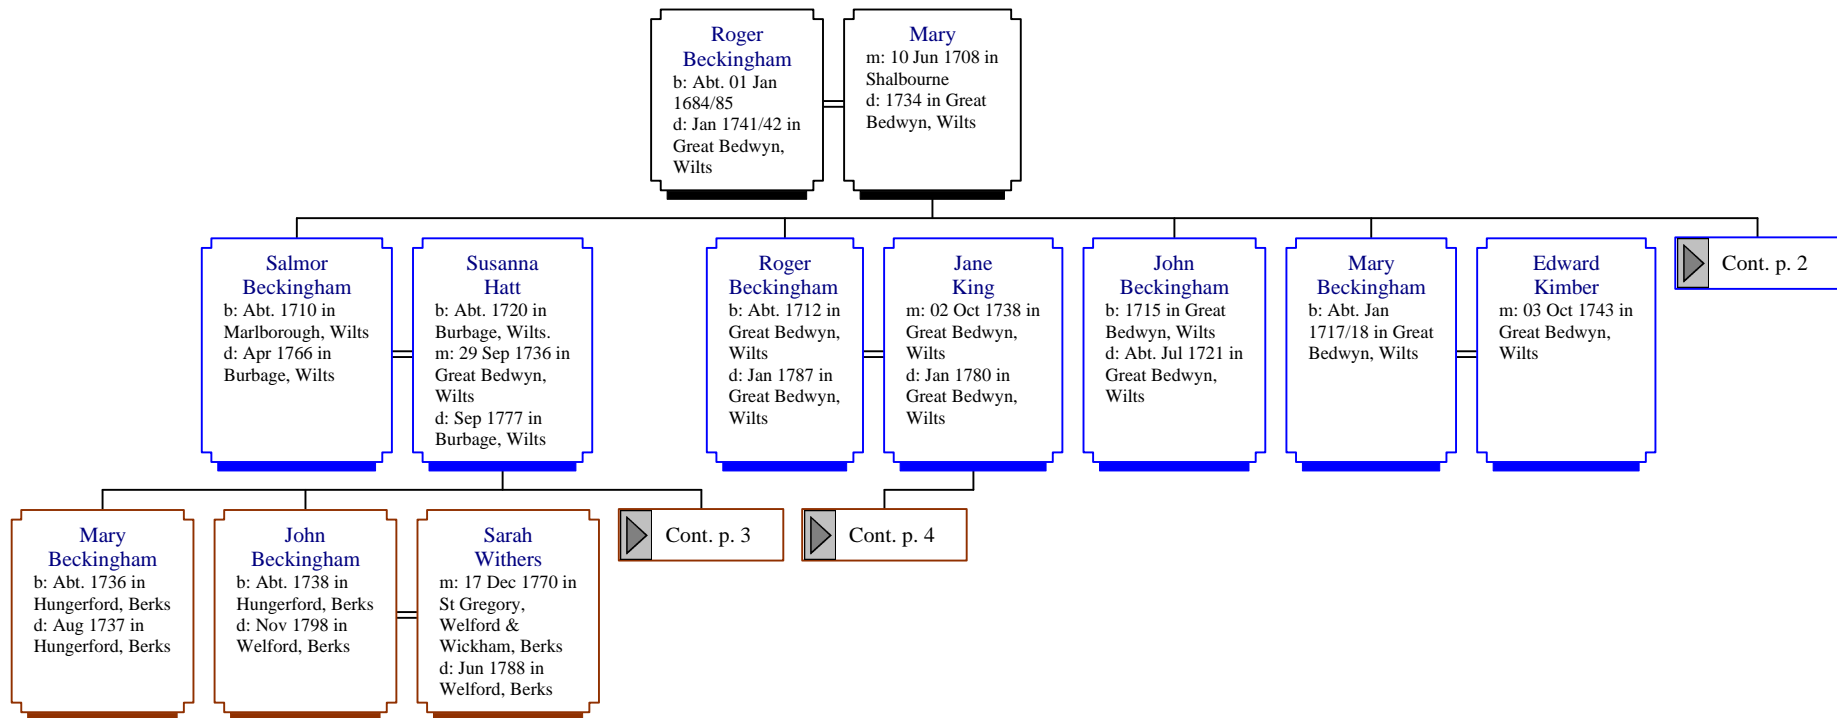 Roger
Beckingham
b: Abt. 01 Jan
1684/85
d: Jan 1741/42 in
Great Bedwyn,
Wilts
Mary
m: 10 Jun 1708 in
Shalbourne
d: 1734 in Great
Bedwyn, Wilts
Salmor
Beckingham
b: Abt. 1710 in
Marlborough, Wilts
d: Apr 1766 in
Burbage, Wilts
Susanna
Hatt
b: Abt. 1720 in
Burbage, Wilts.
m: 29 Sep 1736 in
Great Bedwyn,
Wilts
d: Sep 1777 in
Burbage, Wilts
Roger
Beckingham
b: Abt. 1712 in
Great Bedwyn,
Wilts
d: Jan 1787 in
Great Bedwyn,
Wilts
Jane
King
m: 02 Oct 1738 in
Great Bedwyn,
Wilts
d: Jan 1780 in
Great Bedwyn,
Wilts
John
Beckingham
b: 1715 in Great
Bedwyn, Wilts
d: Abt. Jul 1721 in
Great Bedwyn,
Wilts
Mary
Beckingham
b: Abt. Jan
1717/18 in Great
Bedwyn, Wilts
Edward
Kimber
m: 03 Oct 1743 in
Great Bedwyn,
Wilts
Cont. p. 2
Mary
Beckingham
b: Abt. 1736 in
Hungerford, Berks
d: Aug 1737 in
Hungerford, Berks
John
Beckingham
b: Abt. 1738 in
Hungerford, Berks
d: Nov 1798 in
Welford, Berks
Sarah
Withers
m: 17 Dec 1770 in
St Gregory,
Welford &
Wickham, Berks
d: Jun 1788 in
Welford, Berks
Cont. p. 3
Cont. p. 4